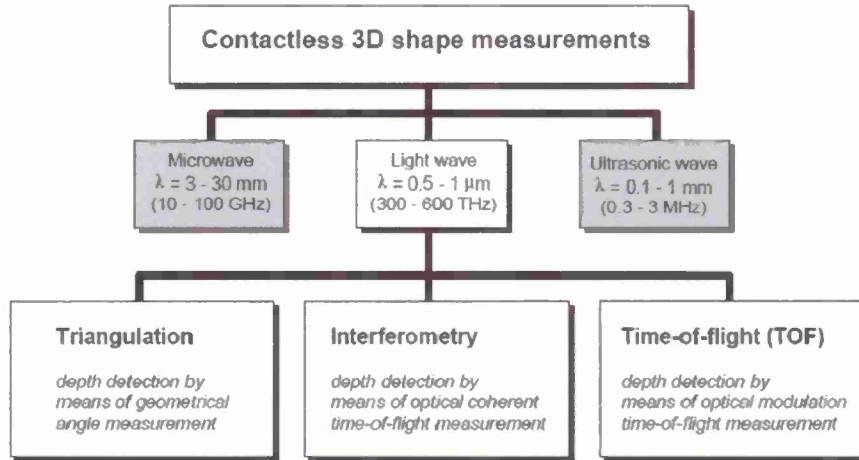 Contactless 3D shape measurements
Microwave
λ = 3 - 30 mm
(10 - 100 GHz)
Light wave
λ = 0.5 - 1 μm
(300 - 600 THz)
Ultrasonic wave
λ = 0.1 - 1 mm
(0.3 - 3 MHz)
Triangulation
depth detection by
means of geometrical
angle measurement
Interferometry
depth detection by
means of optical coherent
time-of-flight measurement
Time-of-flight (TOF)
depth detection by
means of optical modulation
time-of-flight measurement